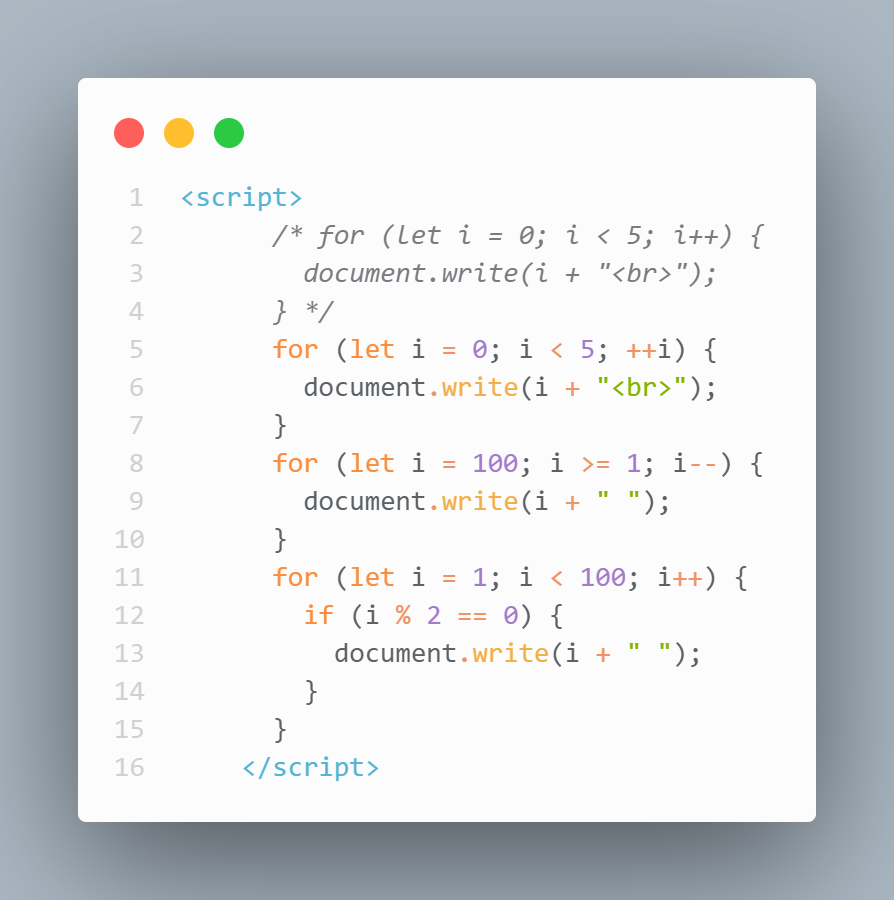 1 <script>
2 /* for (let i = 0; i < 5; i++) {
3 document.write(i + "<br>");
4 } */
5 for (let i = 0; i < 5; ++i) {
6 document.write(i + "<br>");
7 }
8 for (let i = 100; i >= 1; i--) {
9 document.write(i + " ");
10 }
11 for (let i = 1; i < 100; i++) {
12 if (i % 2 == 0) {
13 document.write(i + " ");
14 }
15 }
16 </script>